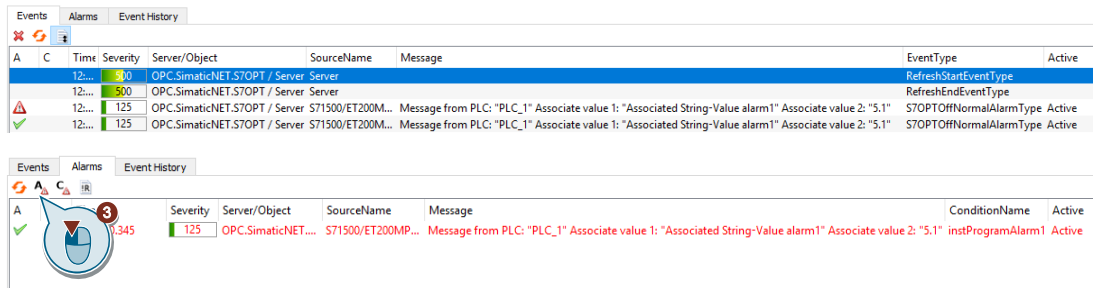 Events Alarms Event History
A C Time Severity Server/Object SourceName Message EventType Active
12:... 500 OPC.SimaticNET.S7OPT / Server Server RefreshStartEventType
12:... 500 OPC.SimaticNET.S7OPT / Server Server RefreshEndEventType
12:... 125 OPC.SimaticNET.S7OPT / Server S71500/ET200M... Message from PLC: "PLC_1" Associate value 1: "Associated String-Value alarm1" Associate value 2: "5.1" S7OPTOffNormalAlarmType Active
12:... 125 OPC.SimaticNET.S7OPT / Server S71500/ET200M... Message from PLC: "PLC_1" Associate value 1: "Associated String-Value alarm1" Associate value 2: "5.1" S7OPTOffNormalAlarmType Active
Events Alarms Event History
A C !R
A Severity Server/Object SourceName Message ConditionName Active
3
.345 125 OPC.SimaticNET.... S71500/ET200MP... Message from PLC: "PLC_1" Associate value 1: "Associated String-Value alarm1" Associate value 2: "5.1" instProgramAlarm1 Active